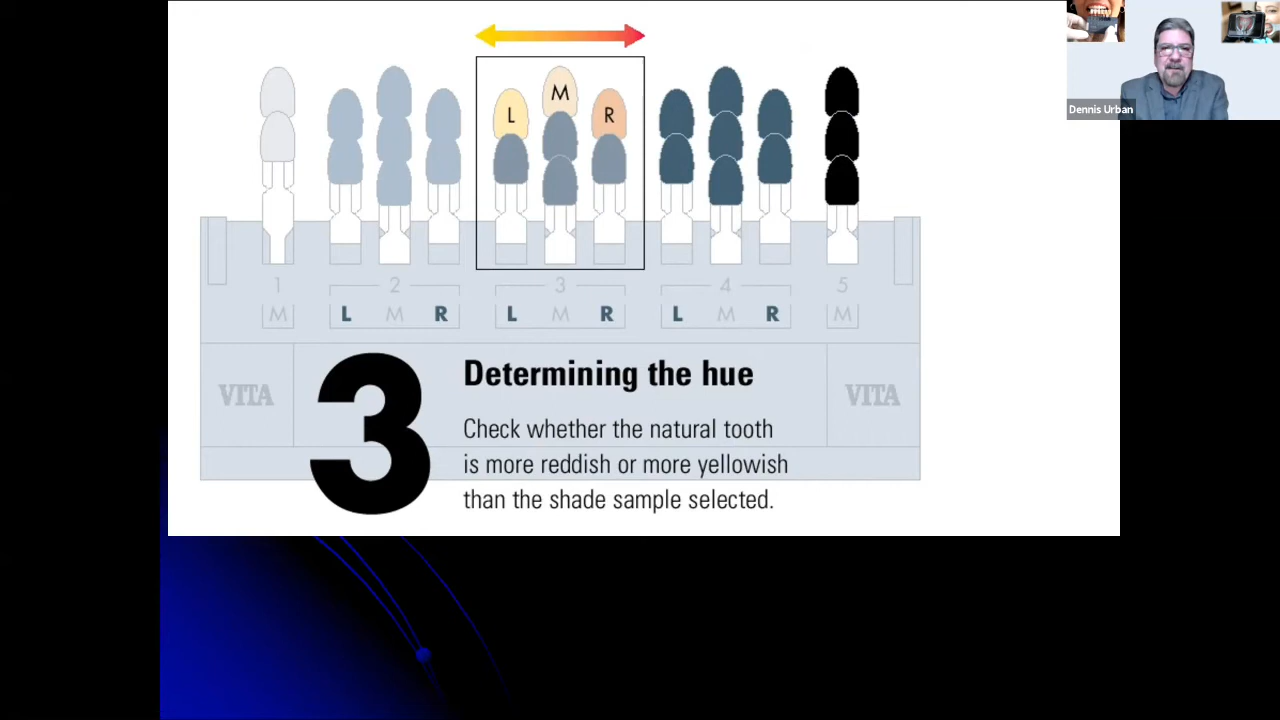 Dennis Urban
L M R
1 2 3 4 5
M L M R L M R L M R M
VITA VITA
3
Determining the hue
Check whether the natural tooth
is more reddish or more yellowish
than the shade sample selected.